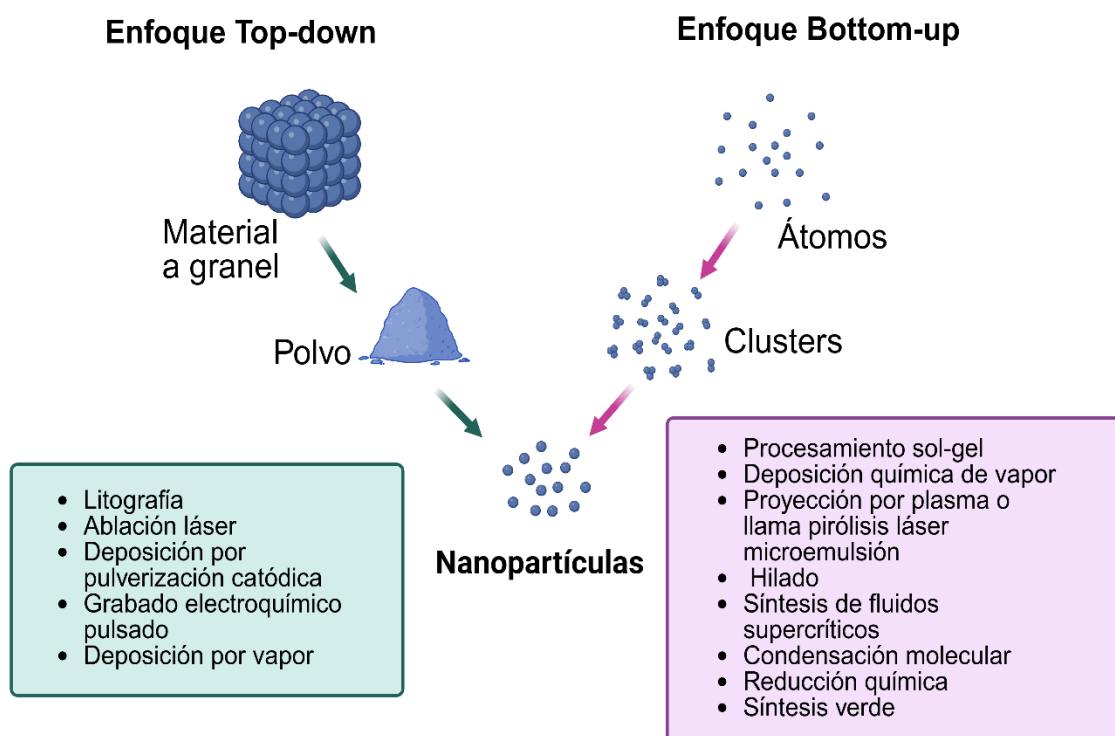 Enfoque Top-down
Enfoque Bottom-up
Material
a granel
Átomos
Polvo
Clusters
Nanopartículas
• Litografía
• Ablación láser
• Deposición por
pulverización catódica
• Grabado electroquímico
pulsado
• Deposición por vapor
• Procesamiento sol-gel
• Deposición química de vapor
• Proyección por plasma o
llama pirólisis láser
microemulsión
• Hilado
• Síntesis de fluidos
supercríticos
• Condensación molecular
• Reducción química
• Síntesis verde